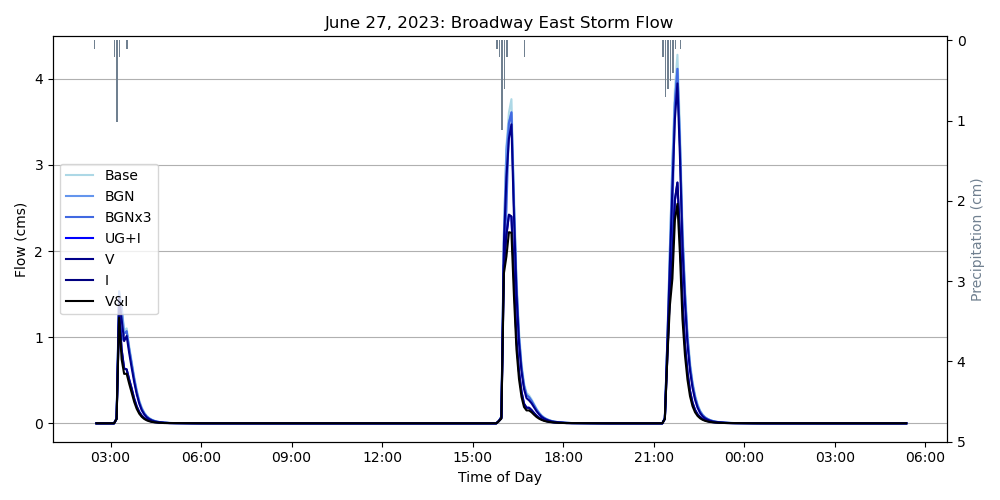 June 27, 2023: Broadway East Storm Flow
0
4
1
3
Base
BGN
BGNx3
UG+I
V
I
V&I
Flow (cms)
Precipitation (cm)
2
2
3
1
4
0
5
03:00 06:00 09:00 12:00 15:00 18:00 21:00 00:00 03:00 06:00
Time of Day